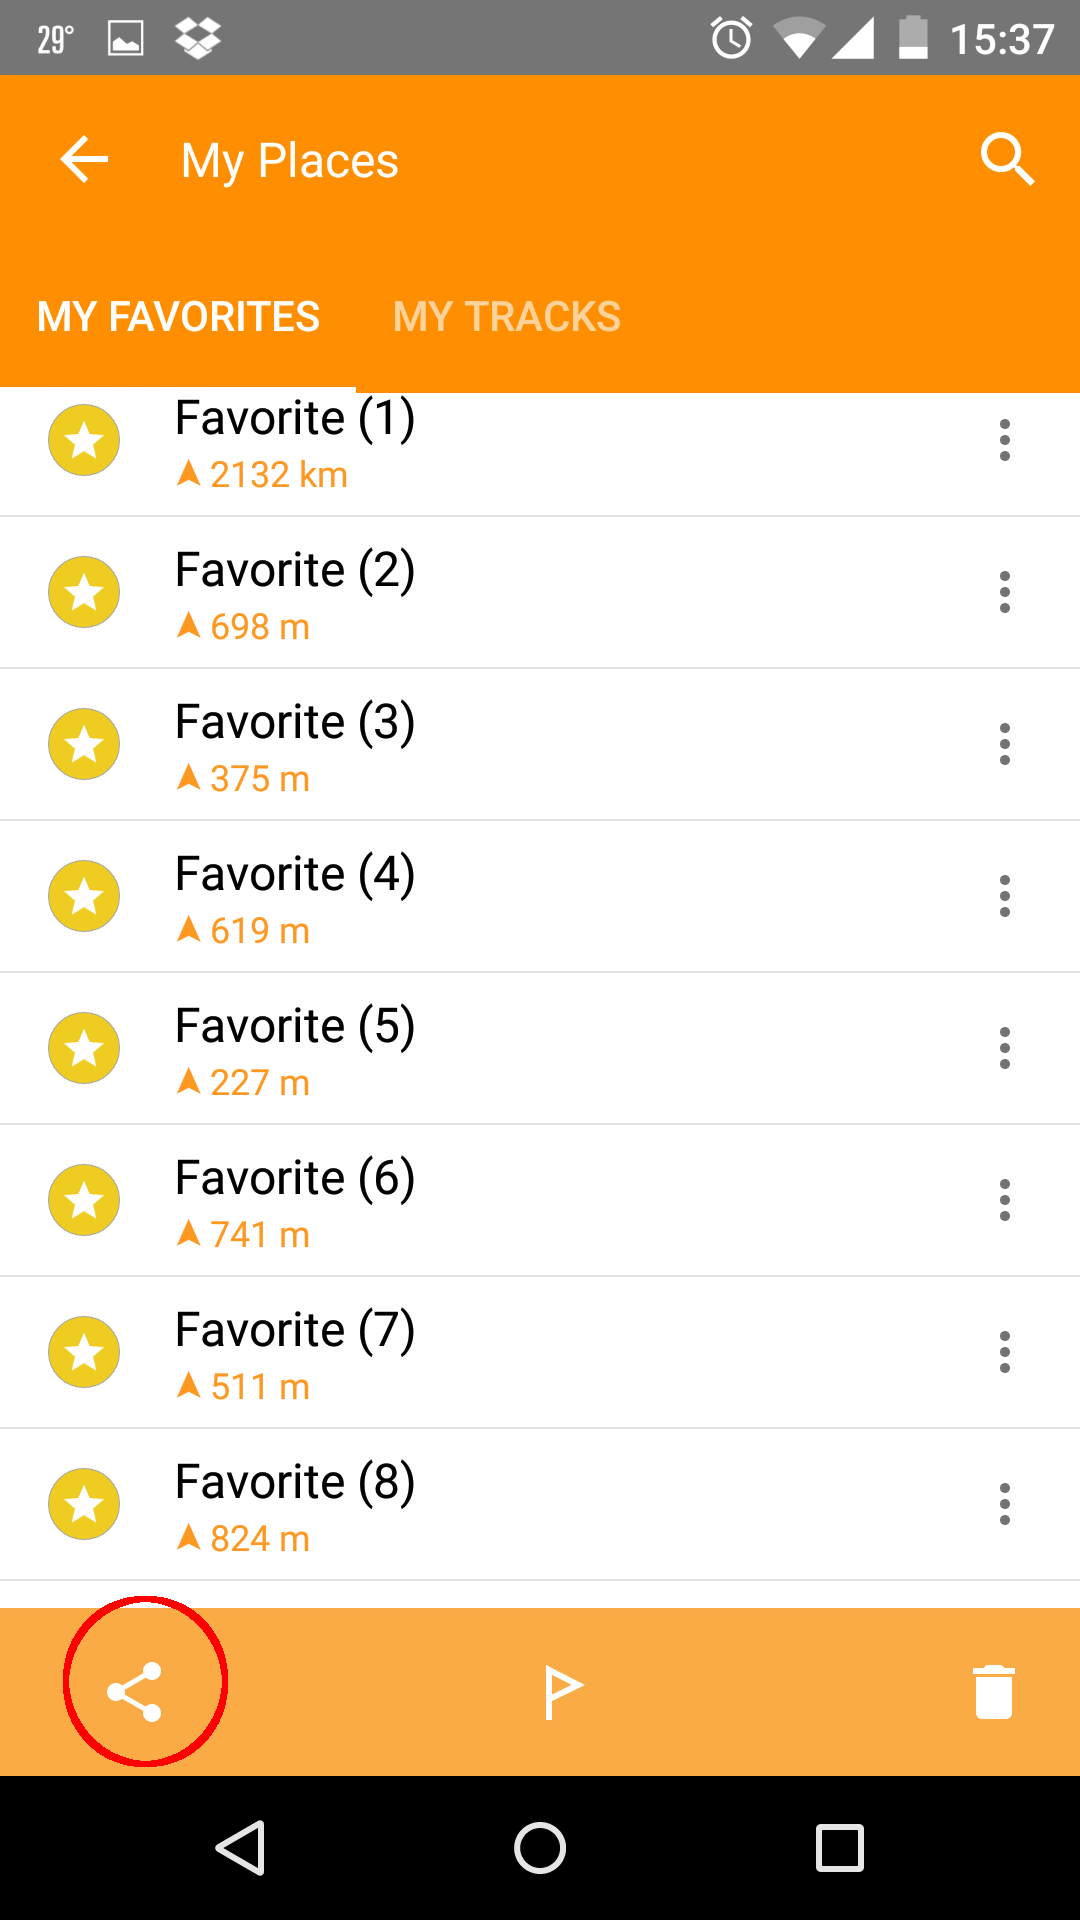 29° 15:37
My Places
MY FAVORITES MY TRACKS
Favorite (1)
2132 km
Favorite (2)
698 m
Favorite (3)
375 m
Favorite (4)
619 m
Favorite (5)
227 m
Favorite (6)
741 m
Favorite (7)
511 m
Favorite (8)
824 m